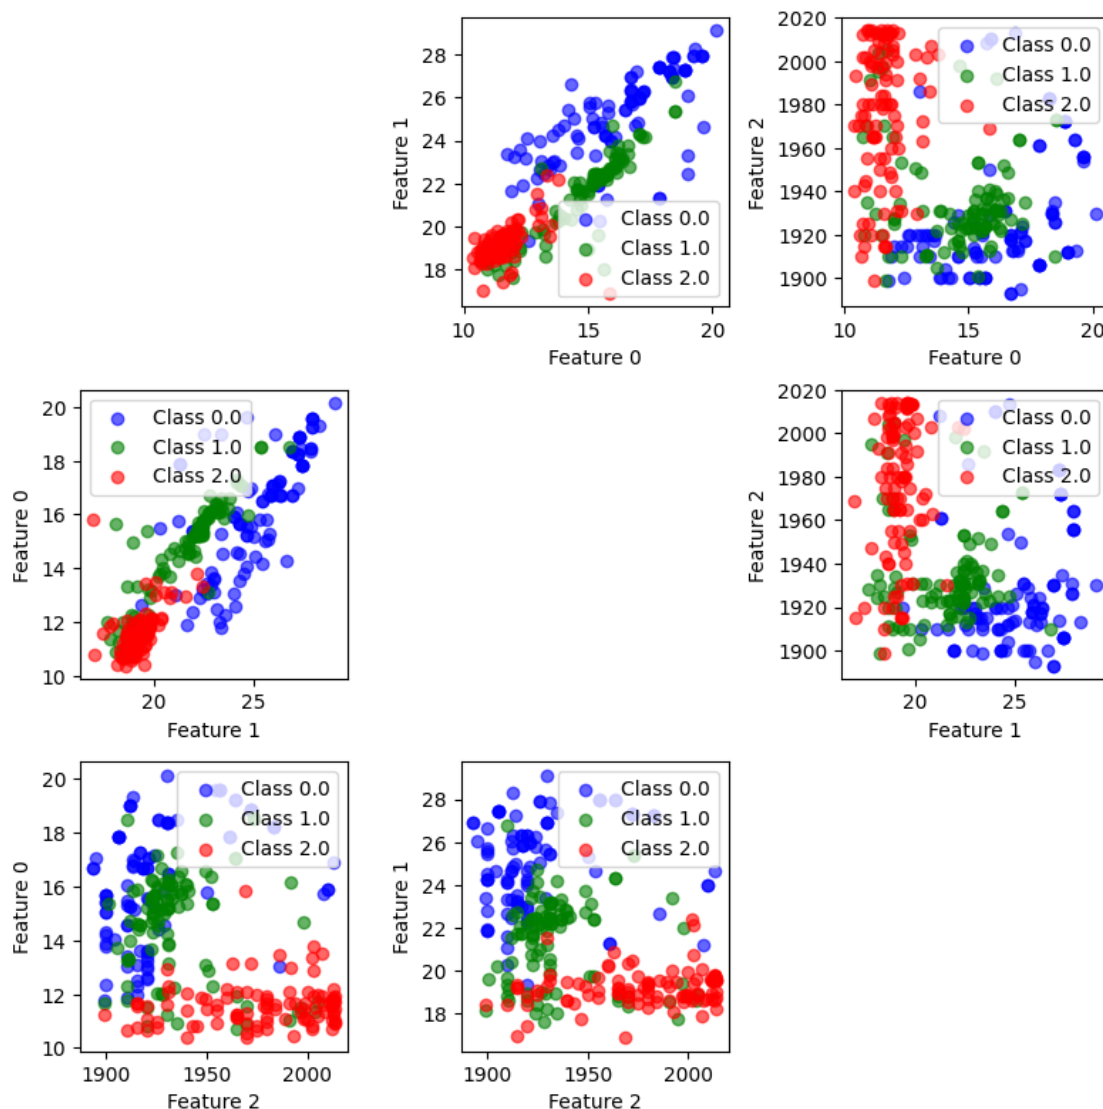 28
26
24
22
20
18
Feature 1
Class 0.0
Class 1.0
Class 2.0
10
15
20
Feature 0
2020
2000
1980
1960
1940
1920
1900
Feature 2
Class 0.0
Class 1.0
Class 2.0
10
15
20
Feature 0
20
18
16
14
12
10
Feature 0
Class 0.0
Class 1.0
Class 2.0
20
25
Feature 1
2020
2000
1980
1960
1940
1920
1900
Feature 2
Class 0.0
Class 1.0
Class 2.0
20
25
Feature 1
20
18
16
14
12
10
Feature 0
Class 0.0
Class 1.0
Class 2.0
1900
1950
2000
Feature 2
28
26
24
22
20
18
Feature 1
Class 0.0
Class 1.0
Class 2.0
1900
1950
2000
Feature 2